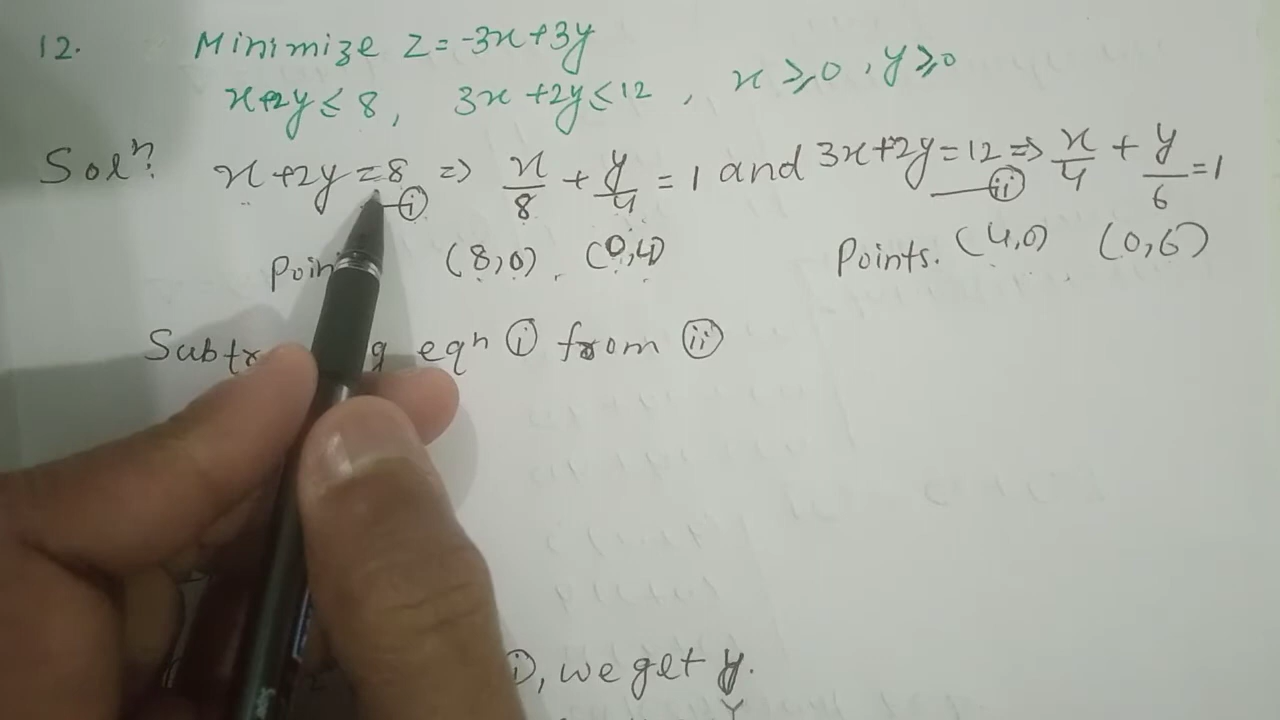 12. Minimize z=-3x+3y
x+2y≤8, 3x+2y≤12, x≥0, y≥0
Solⁿ: x+2y=8 ⇒ x/8 + y/4 = 1 and 3x+2y=12 ⇒ x/4 + y/6 = 1
(i) (ii)
(8,0), (0,4) Points. (4,0) (0,6)
eqⁿ (i) from (ii)
, we get y.